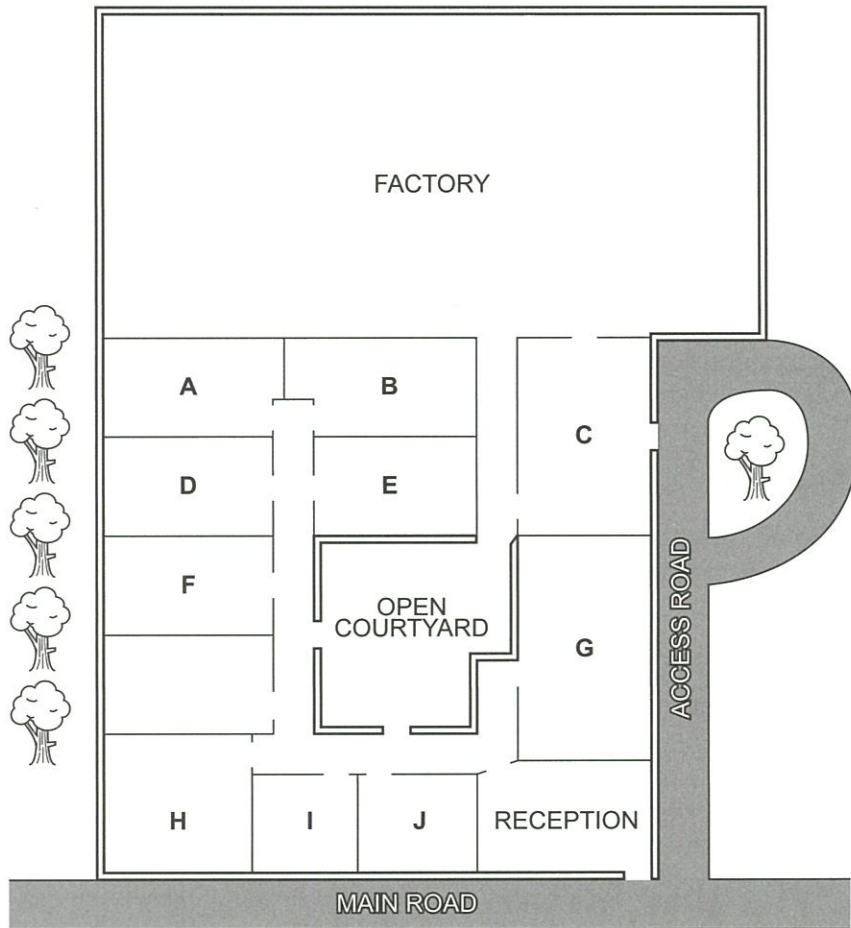 FACTORY
A
B
C
D
E
F
OPEN
COURTYARD
G
ACCESS ROAD
H
I
J
RECEPTION
MAIN ROAD